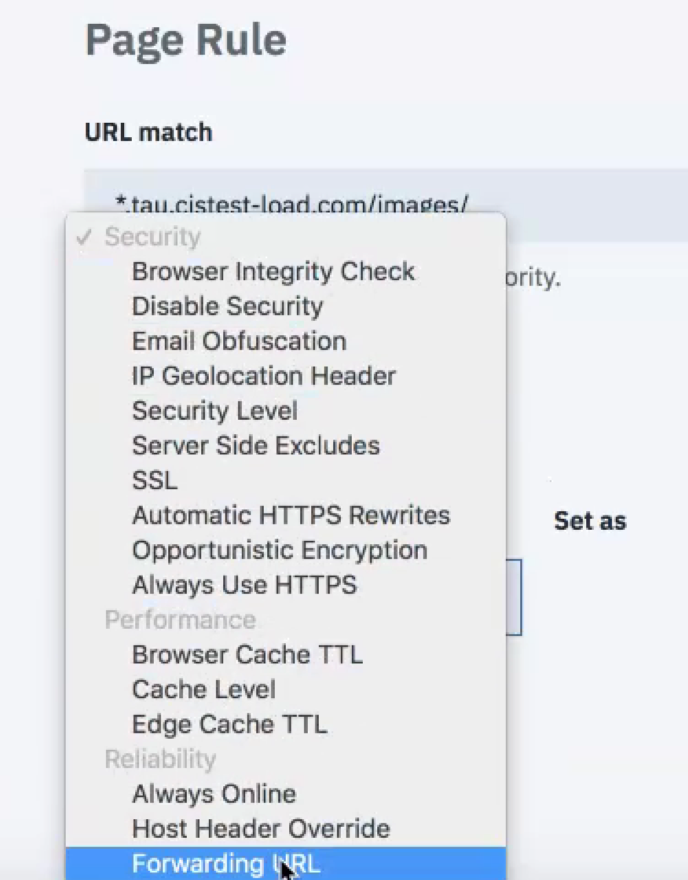 Page Rule
URL match
*.tau.cistest-load.com/images/
✓ Security
ority.
Browser Integrity Check
Disable Security
Email Obfuscation
IP Geolocation Header
Security Level
Server Side Excludes
SSL
Automatic HTTPS Rewrites
Set as
Opportunistic Encryption
Always Use HTTPS
Performance
Browser Cache TTL
Cache Level
Edge Cache TTL
Reliability
Always Online
Host Header Override
Forwarding URL